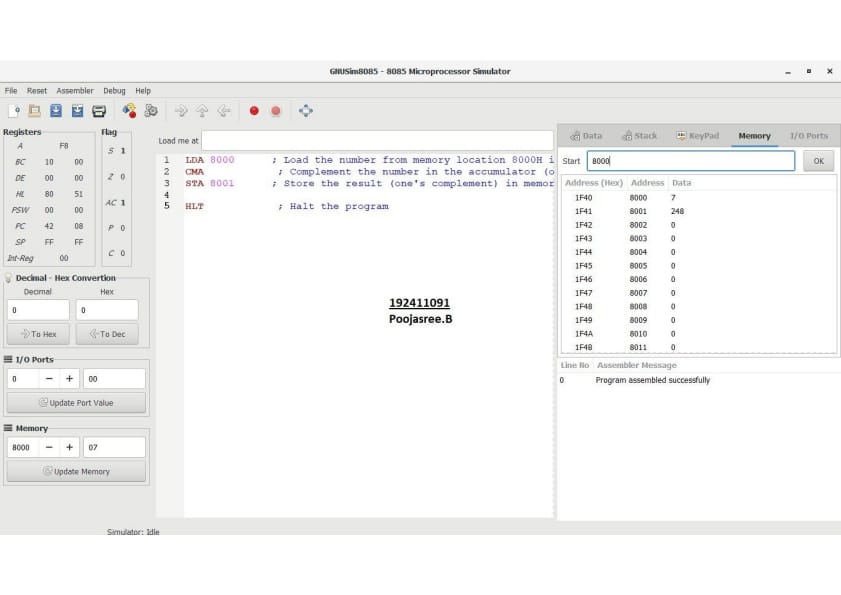 GNUSim8085 - 8085 Microprocessor Simulator
File Reset Assembler Debug Help
Registers
A F8
BC 10 00
DE 00 00
HL 80 51
PSW 00 00
PC 42 08
SP FF FF
Int-Reg 00
Flag
S 1
Z 0
AC 1
P 0
C 0
Decimal - Hex Convertion
Decimal Hex
0 0
To Hex To Dec
I/O Ports
0 − + 00
Update Port Value
Memory
8000 − + 07
Update Memory
Load me at
1 LDA 8000 ; Load the number from memory location 8000H i
2 CMA ; Complement the number in the accumulator (o
3 STA 8001 ; Store the result (one's complement) in memor
4
5 HLT ; Halt the program
192411091
Poojasree.B
Data Stack KeyPad Memory I/O Ports
Start 8000 OK
Address (Hex) Address Data
1F40 8000 7
1F41 8001 248
1F42 8002 0
1F43 8003 0
1F44 8004 0
1F45 8005 0
1F46 8006 0
1F47 8007 0
1F48 8008 0
1F49 8009 0
1F4A 8010 0
1F4B 8011 0
Line No Assembler Message
0 Program assembled successfully
Simulator: Idle